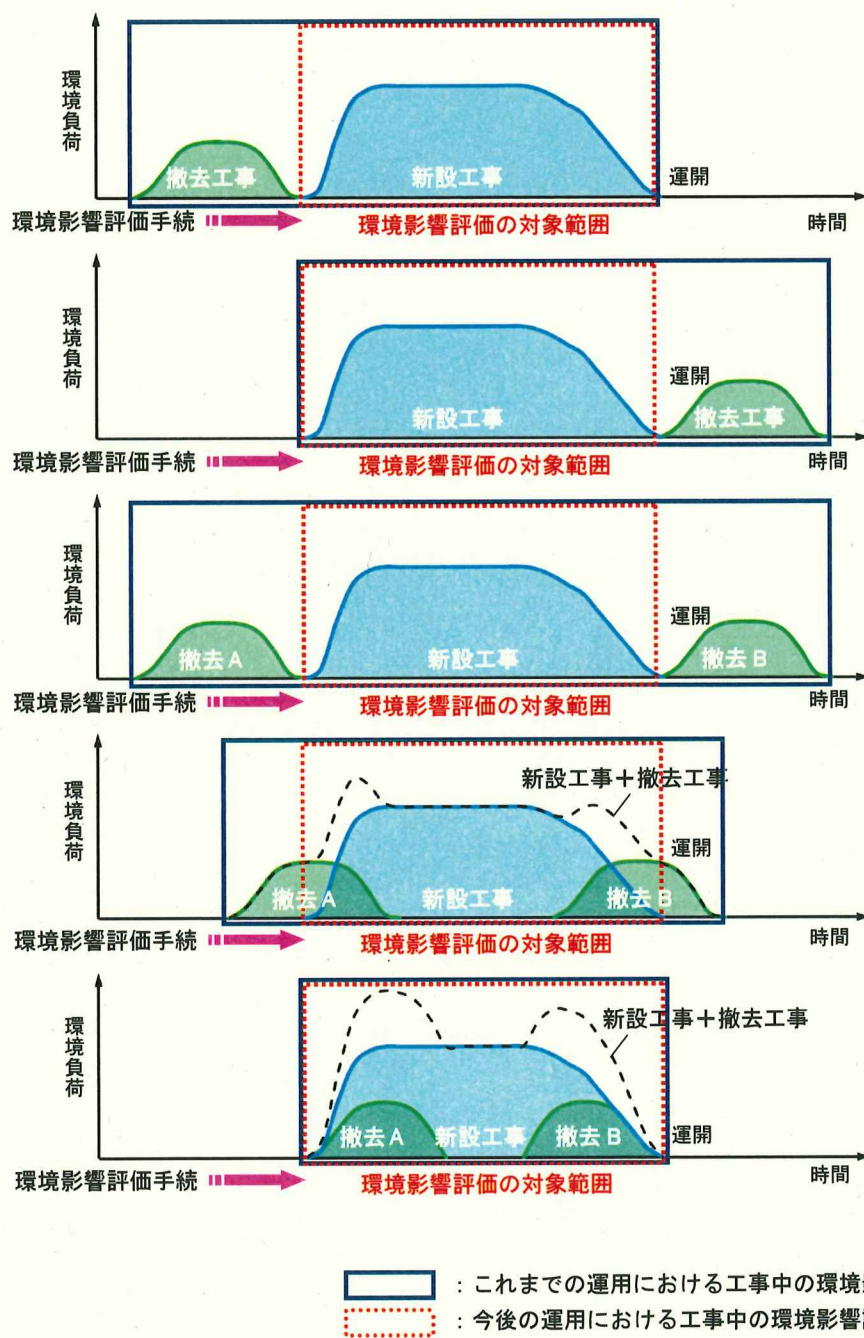 環境負荷
撤去工事
新設工事
運開
環境影響評価手続
環境影響評価の対象範囲
時間
環境負荷
新設工事
運開
撤去工事
環境影響評価手続
環境影響評価の対象範囲
時間
環境負荷
撤去A
新設工事
運開
撤去B
環境影響評価手続
環境影響評価の対象範囲
時間
環境負荷
新設工事＋撤去工事
運開
撤去A
新設工事
撤去B
環境影響評価手続
環境影響評価の対象範囲
時間
環境負荷
新設工事＋撤去工事
撤去A
新設工事
撤去B
運開
環境影響評価手続
環境影響評価の対象範囲
時間
：これまでの運用における工事中の環境
：今後の運用における工事中の環境影響